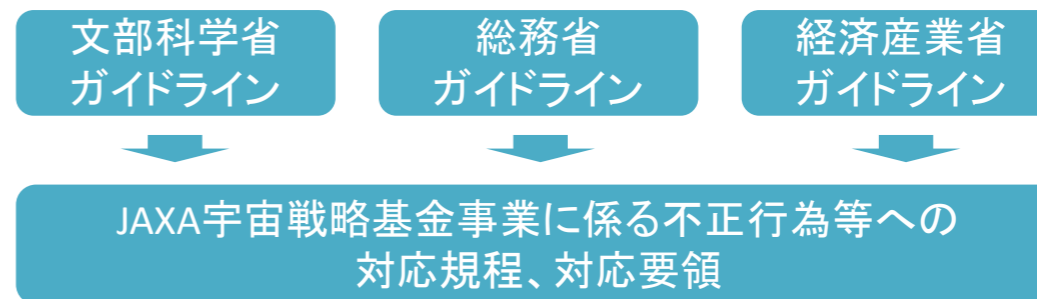 文部科学省
ガイドライン
総務省
ガイドライン
経済産業省
ガイドライン
JAXA宇宙戦略基金事業に係る不正行為等への
対応規程、対応要領